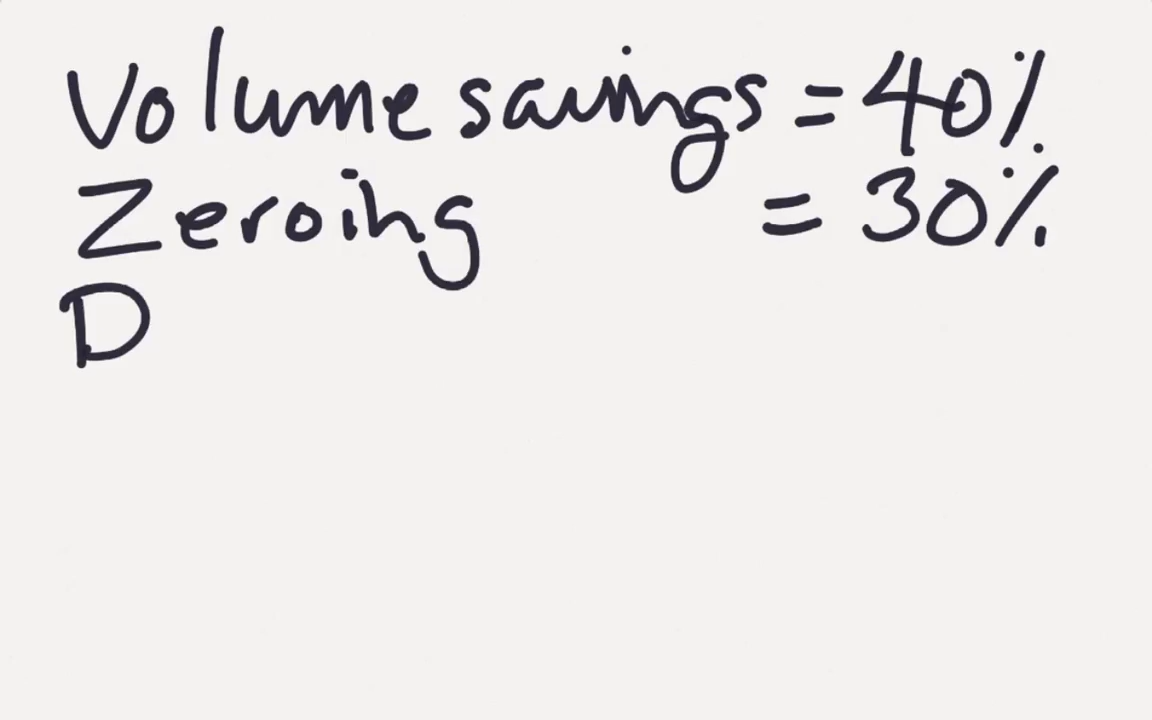 Volume savings = 40%
Zeroing = 30%
D